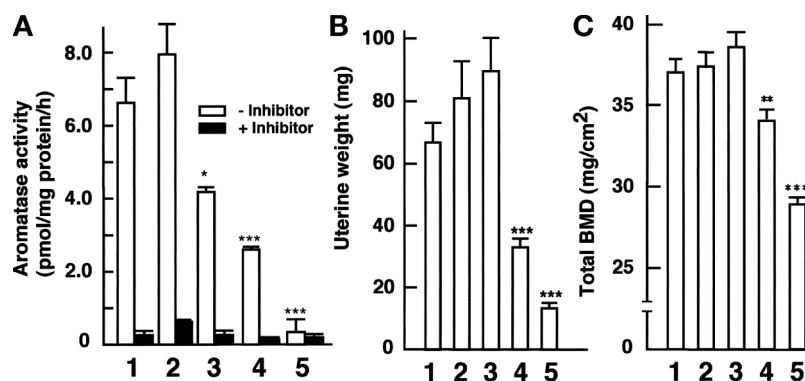 A
Aromatase activity
(pmol/mg protein/h)
8.0
6.0
4.0
2.0
0
- Inhibitor
+ Inhibitor
*
***
***
1 2 3 4 5
B
Uterine weight (mg)
100
80
60
40
20
0
***
***
1 2 3 4 5
C
Total BMD (mg/cm2)
40
35
30
25
0
**
***
1 2 3 4 5